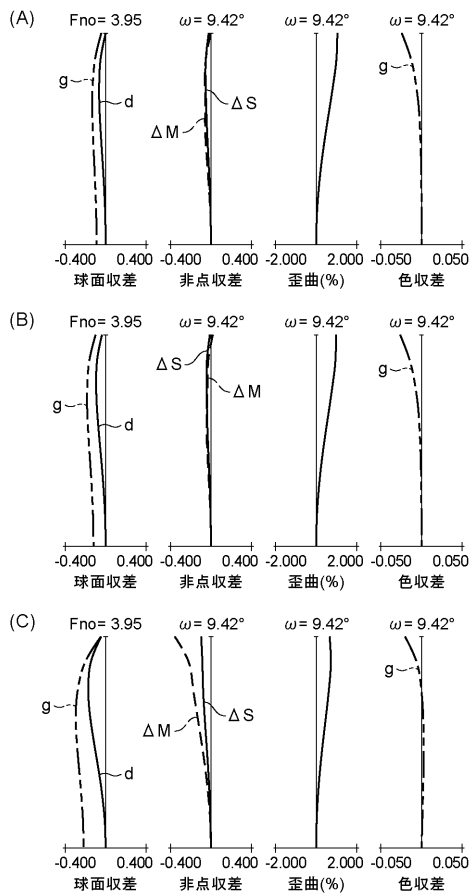 (A)
Fno= 3.95 ω= 9.42° ω= 9.42° ω= 9.42°
g d ΔS ΔM g
-0.400 0.400 -0.400 0.400 -2.000 2.000 -0.050 0.050
球面収差 非点収差 歪曲(%) 色収差
(B)
Fno= 3.95 ω= 9.42° ω= 9.42° ω= 9.42°
g d ΔS ΔM g
-0.400 0.400 -0.400 0.400 -2.000 2.000 -0.050 0.050
球面収差 非点収差 歪曲(%) 色収差
(C)
Fno= 3.95 ω= 9.42° ω= 9.42° ω= 9.42°
g d ΔM ΔS g
-0.400 0.400 -0.400 0.400 -2.000 2.000 -0.050 0.050
球面収差 非点収差 歪曲(%) 色収差